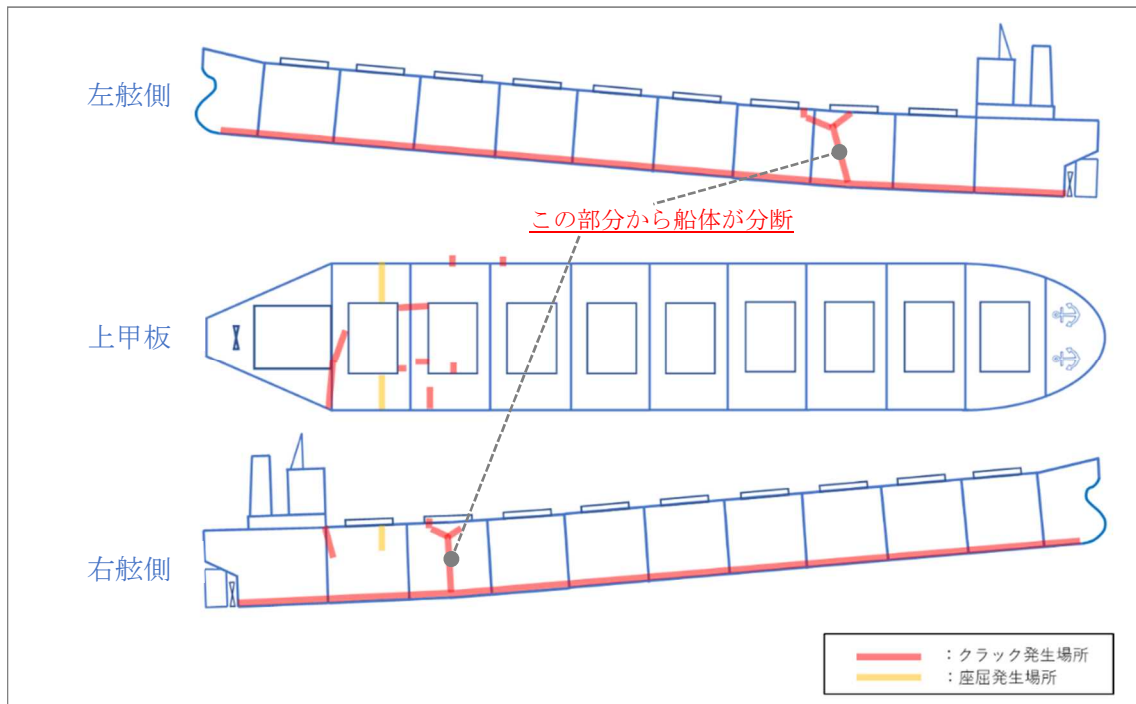 左舷側
この部分から船体が分断
上甲板
右舷側
：クラック発生場所
：座屈発生場所